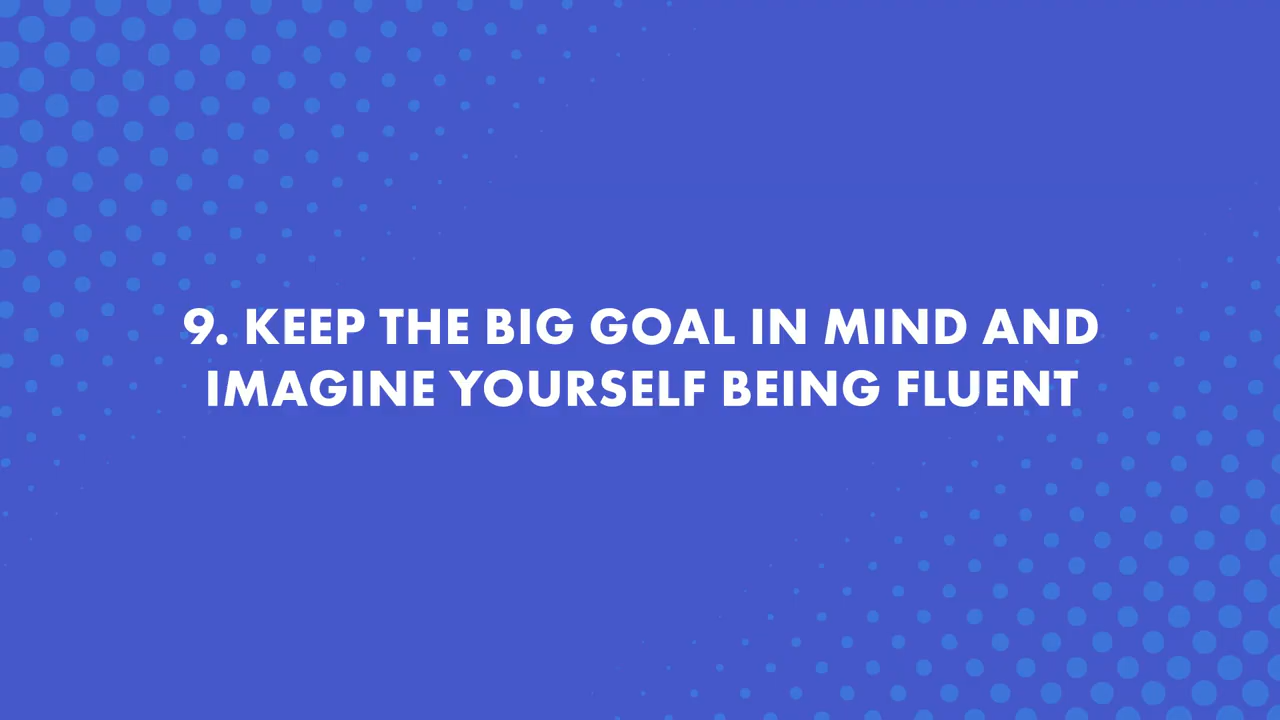 9. KEEP THE BIG GOAL IN MIND AND
IMAGINE YOURSELF BEING FLUENT